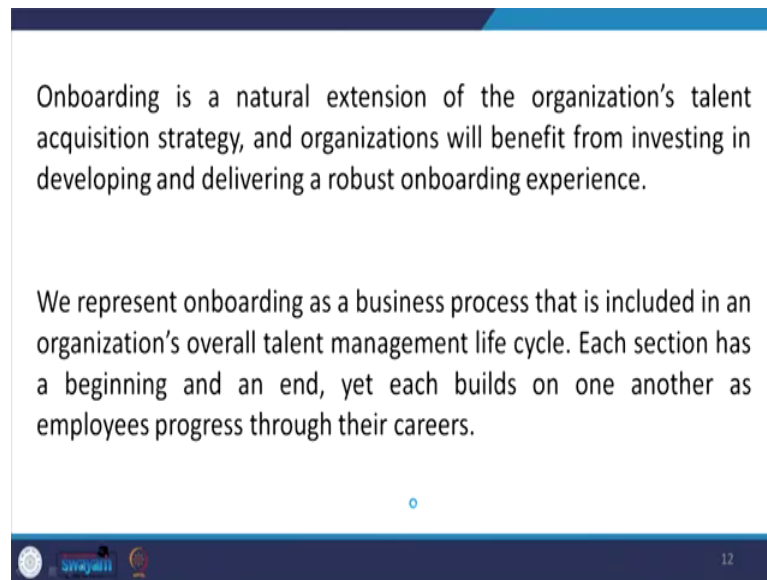 Onboarding is a natural extension of the organization's talent
acquisition strategy, and organizations will benefit from investing in
developing and delivering a robust onboarding experience.
We represent onboarding as a business process that is included in an
organization's overall talent management life cycle. Each section has
a beginning and an end, yet each builds on one another as
employees progress through their careers.
swayam
12